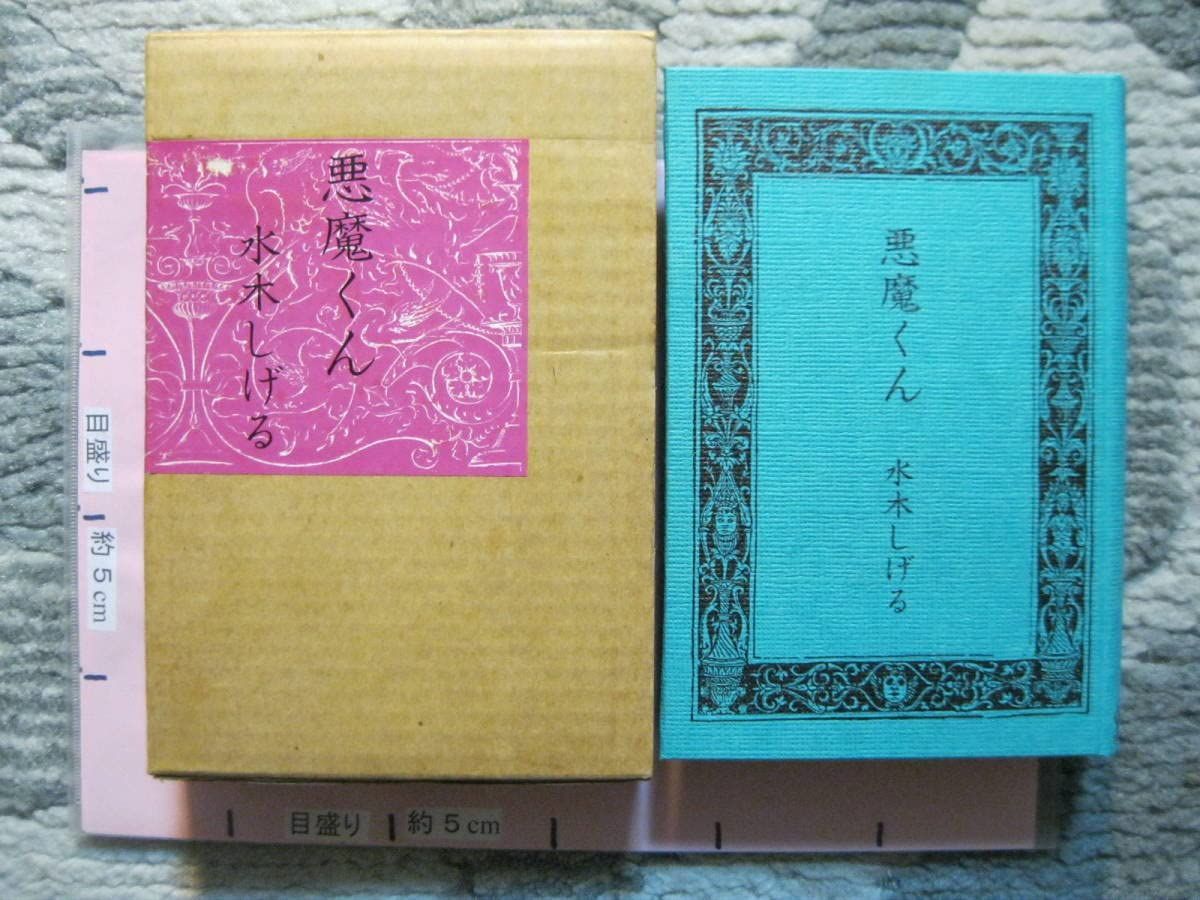 悪魔くん
水木しげる
悪魔くん 水木しげる
目盛り 約5cm
目盛り 約5cm